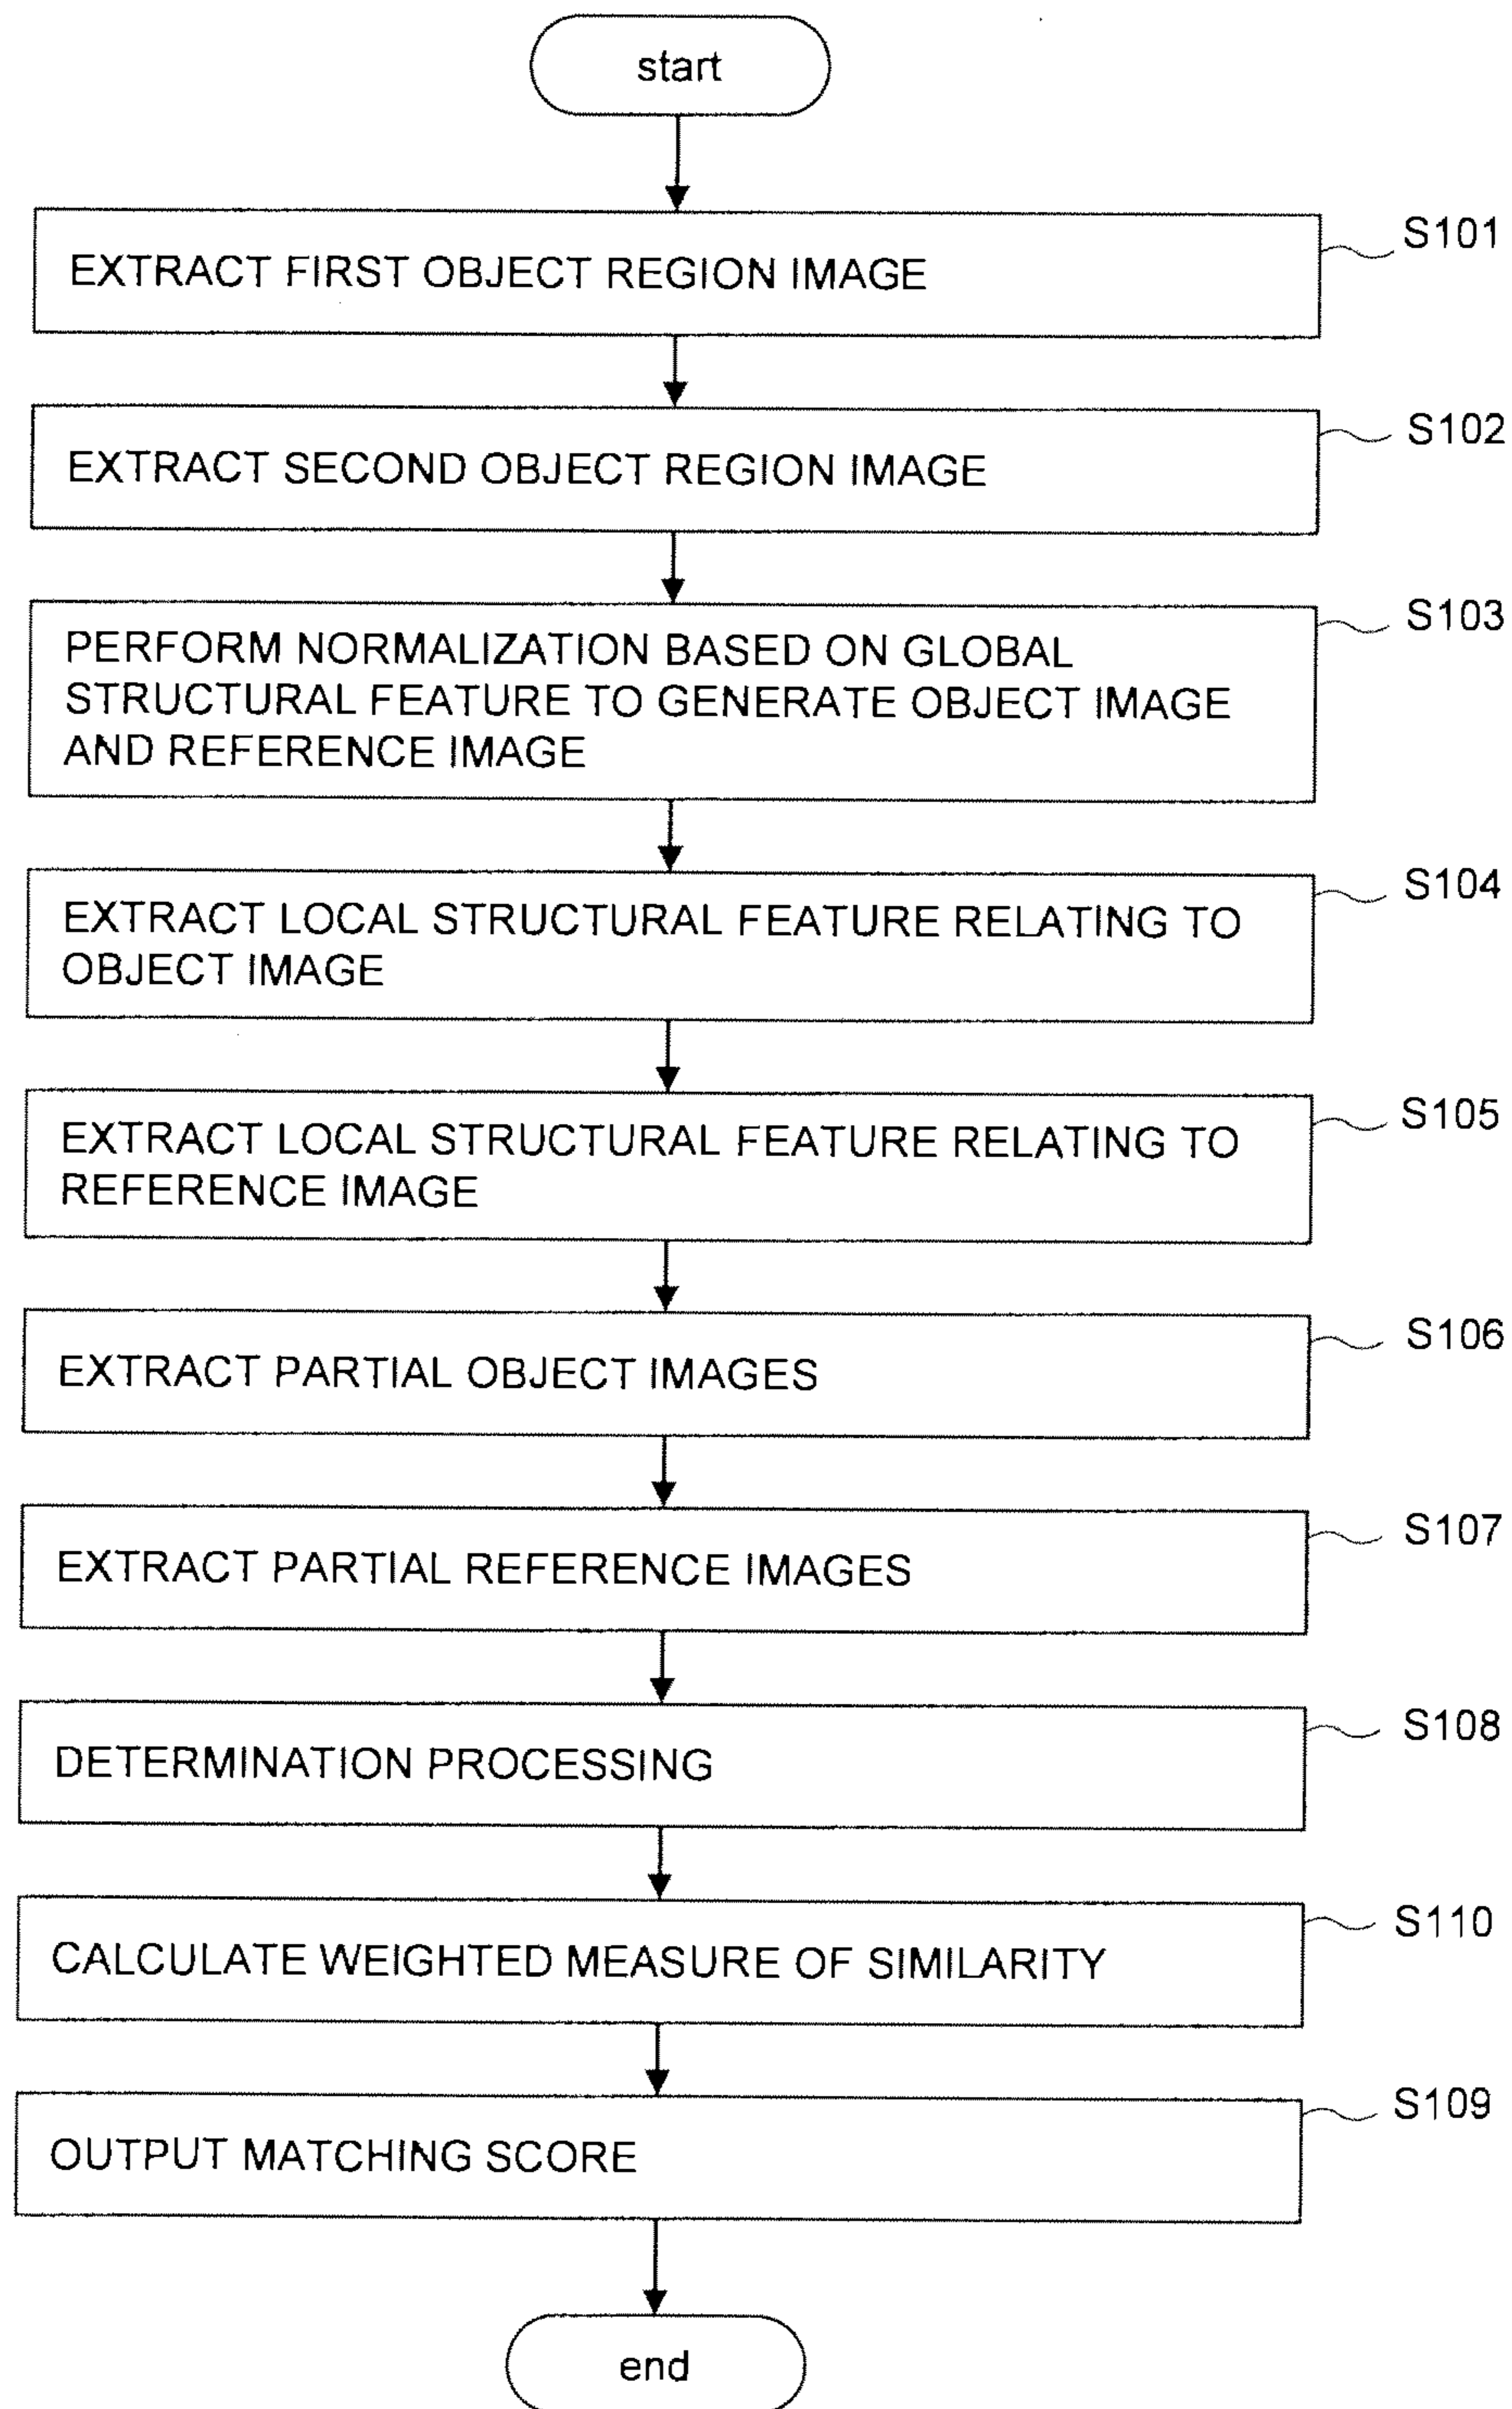 start
EXTRACT FIRST OBJECT REGION IMAGE
S101
EXTRACT SECOND OBJECT REGION IMAGE
S102
PERFORM NORMALIZATION BASED ON GLOBAL
STRUCTURAL FEATURE TO GENERATE OBJECT IMAGE
AND REFERENCE IMAGE
S103
EXTRACT LOCAL STRUCTURAL FEATURE RELATING TO
OBJECT IMAGE
S104
EXTRACT LOCAL STRUCTURAL FEATURE RELATING TO
REFERENCE IMAGE
S105
EXTRACT PARTIAL OBJECT IMAGES
S106
EXTRACT PARTIAL REFERENCE IMAGES
S107
DETERMINATION PROCESSING
S108
CALCULATE WEIGHTED MEASURE OF SIMILARITY
S110
OUTPUT MATCHING SCORE
S109
end